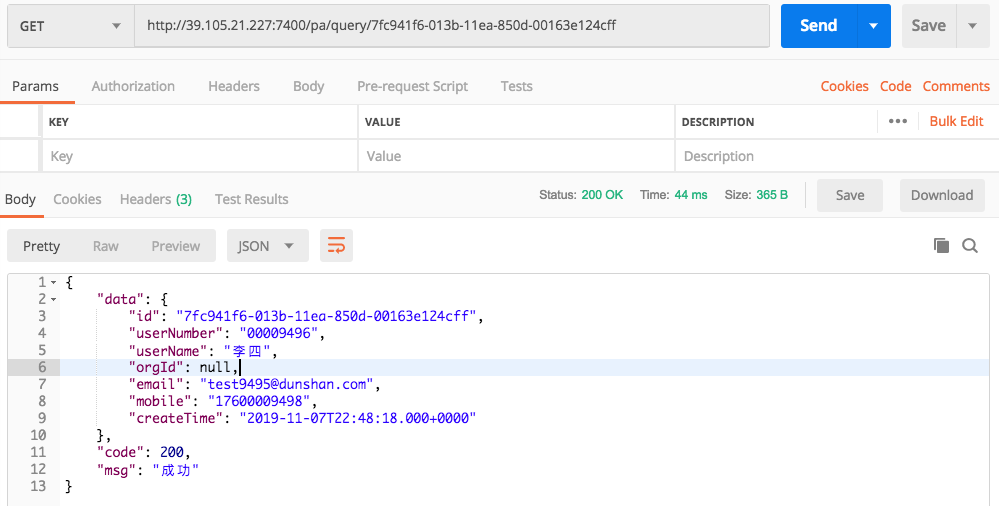 GET http://39.105.21.227:7400/pa/query/7fc941f6-013b-11ea-850d-00163e124cff Send Save
Params Authorization Headers Body Pre-request Script Tests Cookies Code Comments
KEY VALUE DESCRIPTION ••• Bulk Edit
Key Value Description
Body Cookies Headers (3) Test Results Status: 200 OK Time: 44 ms Size: 365 B Save Download
Pretty Raw Preview JSON
1 {
2 "data": {
3 "id": "7fc941f6-013b-11ea-850d-00163e124cff",
4 "userNumber": "00009496",
5 "userName": "李四",
6 "orgId": null,
7 "email": "test9495@dunshan.com",
8 "mobile": "17600009498",
9 "createTime": "2019-11-07T22:48:18.000+0000"
10 },
11 "code": 200,
12 "msg": "成功"
13 }